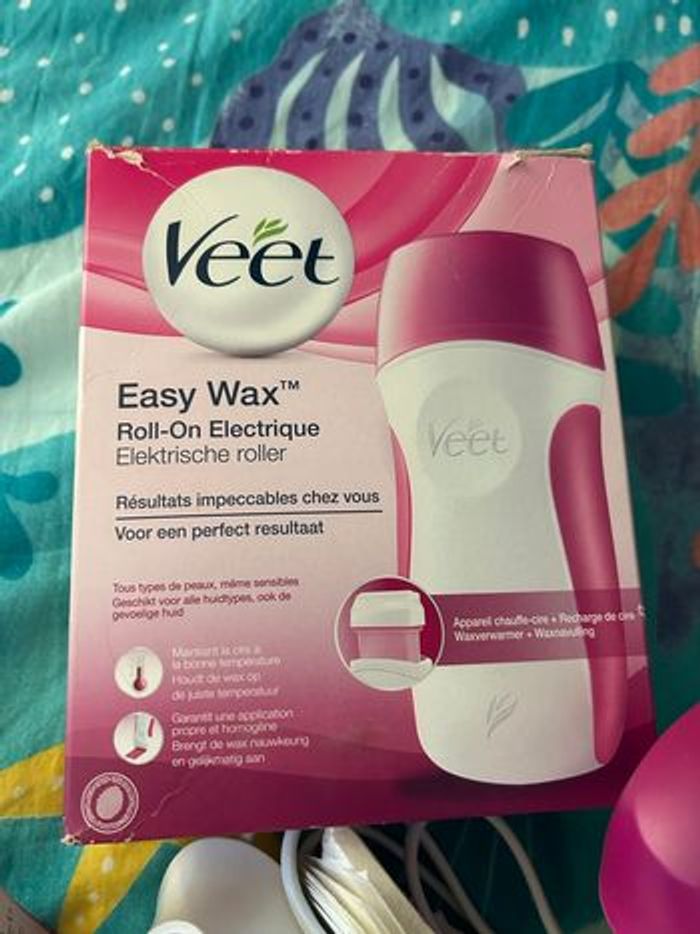 Veet
Easy Wax™
Roll-On Electrique
Elektrische roller
Résultats impeccables chez vous
Voor een perfect resultaat
Tous types de peaux, même sensibles
Geschikt voor alle huidtypes, ook de
gevoelige huid
Veet
Appareil chauffe-cire + Recharge de cire
Waxverwarmer + Waxnavulling
Maintient la cire à
la bonne température
Houdt de wax op
de juiste temperatuur
Garantit une application
propre et homogène
Brengt de wax nauwkeurig
en gelijkmatig aan